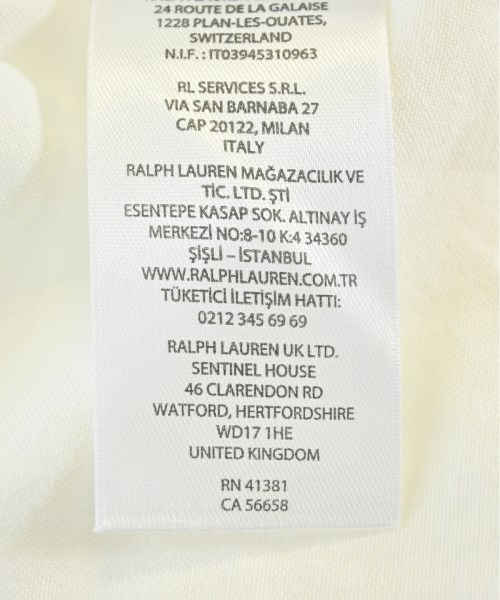 24 ROUTE DE LA GALAISE
1228 PLAN-LES-OUATES,
SWITZERLAND
N.I.F. : IT03945310963
RL SERVICES S.R.L.
VIA SAN BARNABA 27
CAP 20122, MILAN
ITALY
RALPH LAUREN MAĞAZACILIK VE
TİC. LTD. ŞTİ
ESENTEPE KASAP SOK. ALTINAY İŞ
MERKEZİ NO:8-10 K:4 34360
ŞİŞLİ – İSTANBUL
WWW.RALPHLAUREN.COM.TR
TÜKETİCİ İLETİŞİM HATTI:
0212 345 69 69
RALPH LAUREN UK LTD.
SENTINEL HOUSE
46 CLARENDON RD
WATFORD, HERTFORDSHIRE
WD17 1HE
UNITED KINGDOM
RN 41381
CA 56658